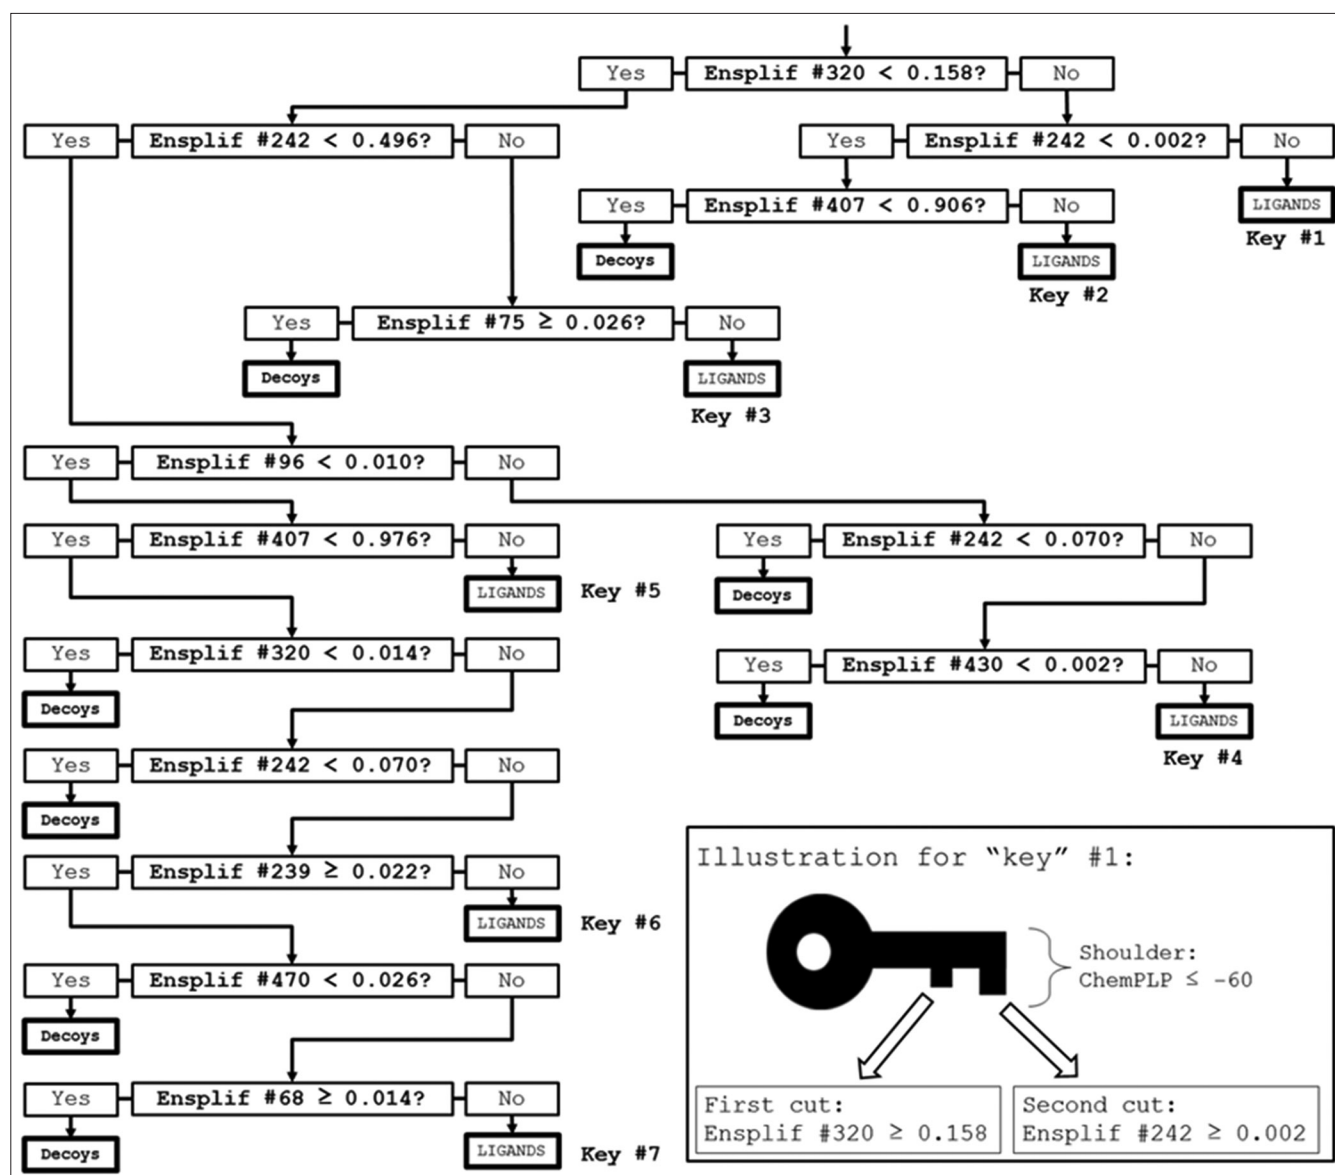 Yes Ensplif #320 < 0.158? No
Yes Ensplif #242 < 0.496? No
Yes Ensplif #242 < 0.002? No
LIGANDS
Key #1
Yes Ensplif #407 < 0.906? No
Decoys
LIGANDS
Key #2
Yes Ensplif #75 ≥ 0.026? No
Decoys
LIGANDS
Key #3
Yes Ensplif #96 < 0.010? No
Yes Ensplif #407 < 0.976? No
LIGANDS Key #5
Yes Ensplif #242 < 0.070? No
Decoys
Yes Ensplif #320 < 0.014? No
Decoys
Yes Ensplif #430 < 0.002? No
Decoys
LIGANDS
Key #4
Yes Ensplif #242 < 0.070? No
Decoys
Yes Ensplif #239 ≥ 0.022? No
LIGANDS Key #6
Yes Ensplif #470 < 0.026? No
Decoys
Yes Ensplif #68 ≥ 0.014? No
Decoys
LIGANDS Key #7
Illustration for “key” #1:
Shoulder:
ChemPLP ≤ -60
First cut:
Ensplif #320 ≥ 0.158
Second cut:
Ensplif #242 ≥ 0.002